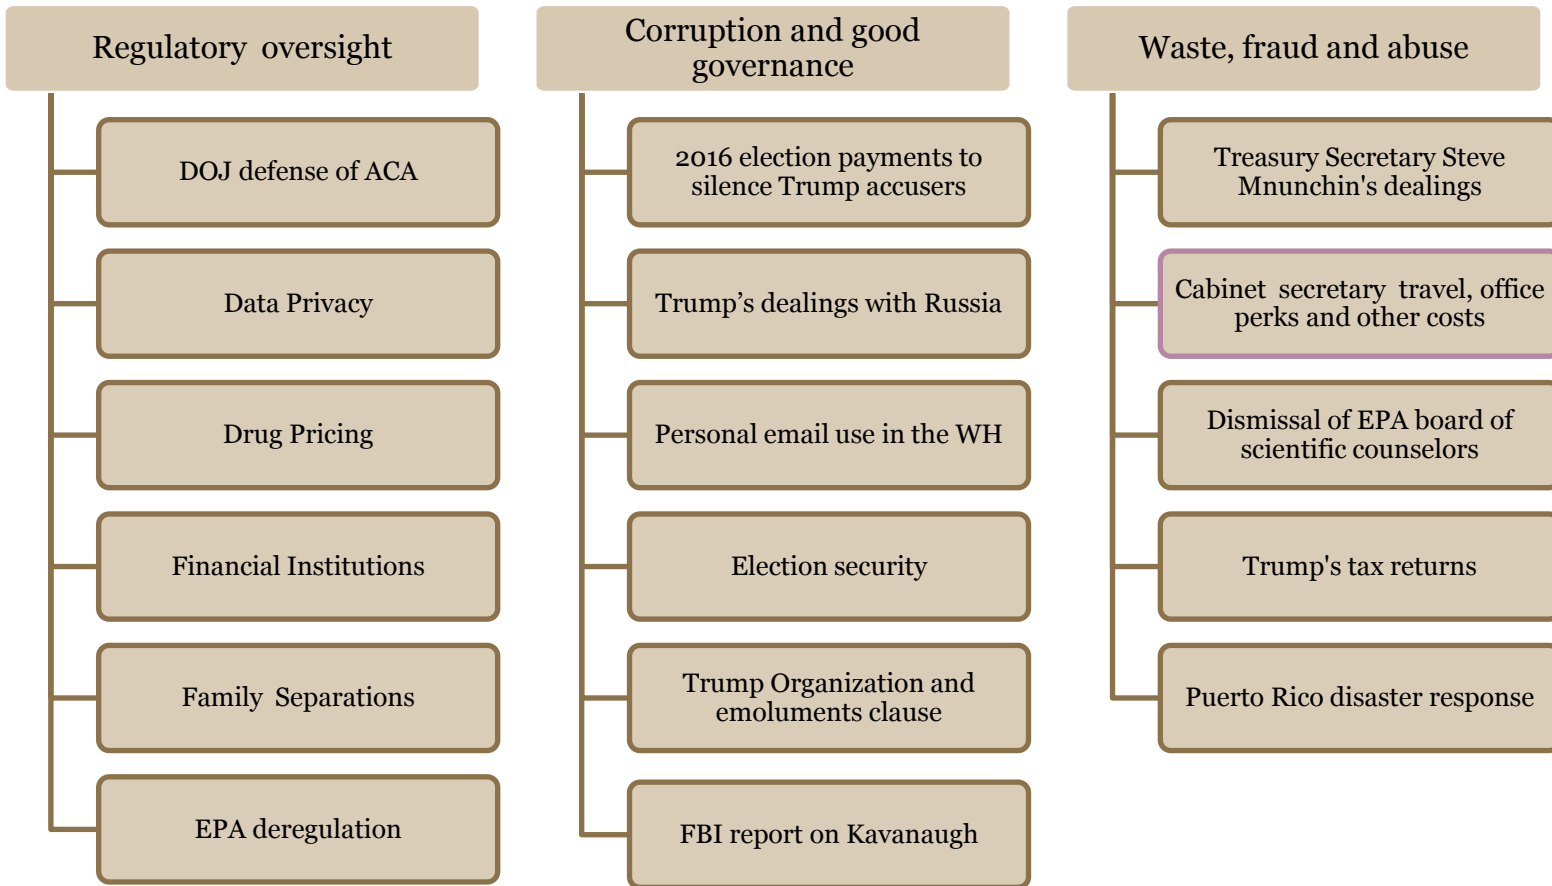 Regulatory oversight
DOJ defense of ACA
Data Privacy
Drug Pricing
Financial Institutions
Family Separations
EPA deregulation
Corruption and good
governance
2016 election payments to
silence Trump accusers
Trump’s dealings with Russia
Personal email use in the WH
Election security
Trump Organization and
emoluments clause
FBI report on Kavanaugh
Waste, fraud and abuse
Treasury Secretary Steve
Mnunchin's dealings
Cabinet secretary travel, office
perks and other costs
Dismissal of EPA board of
scientific counselors
Trump's tax returns
Puerto Rico disaster response